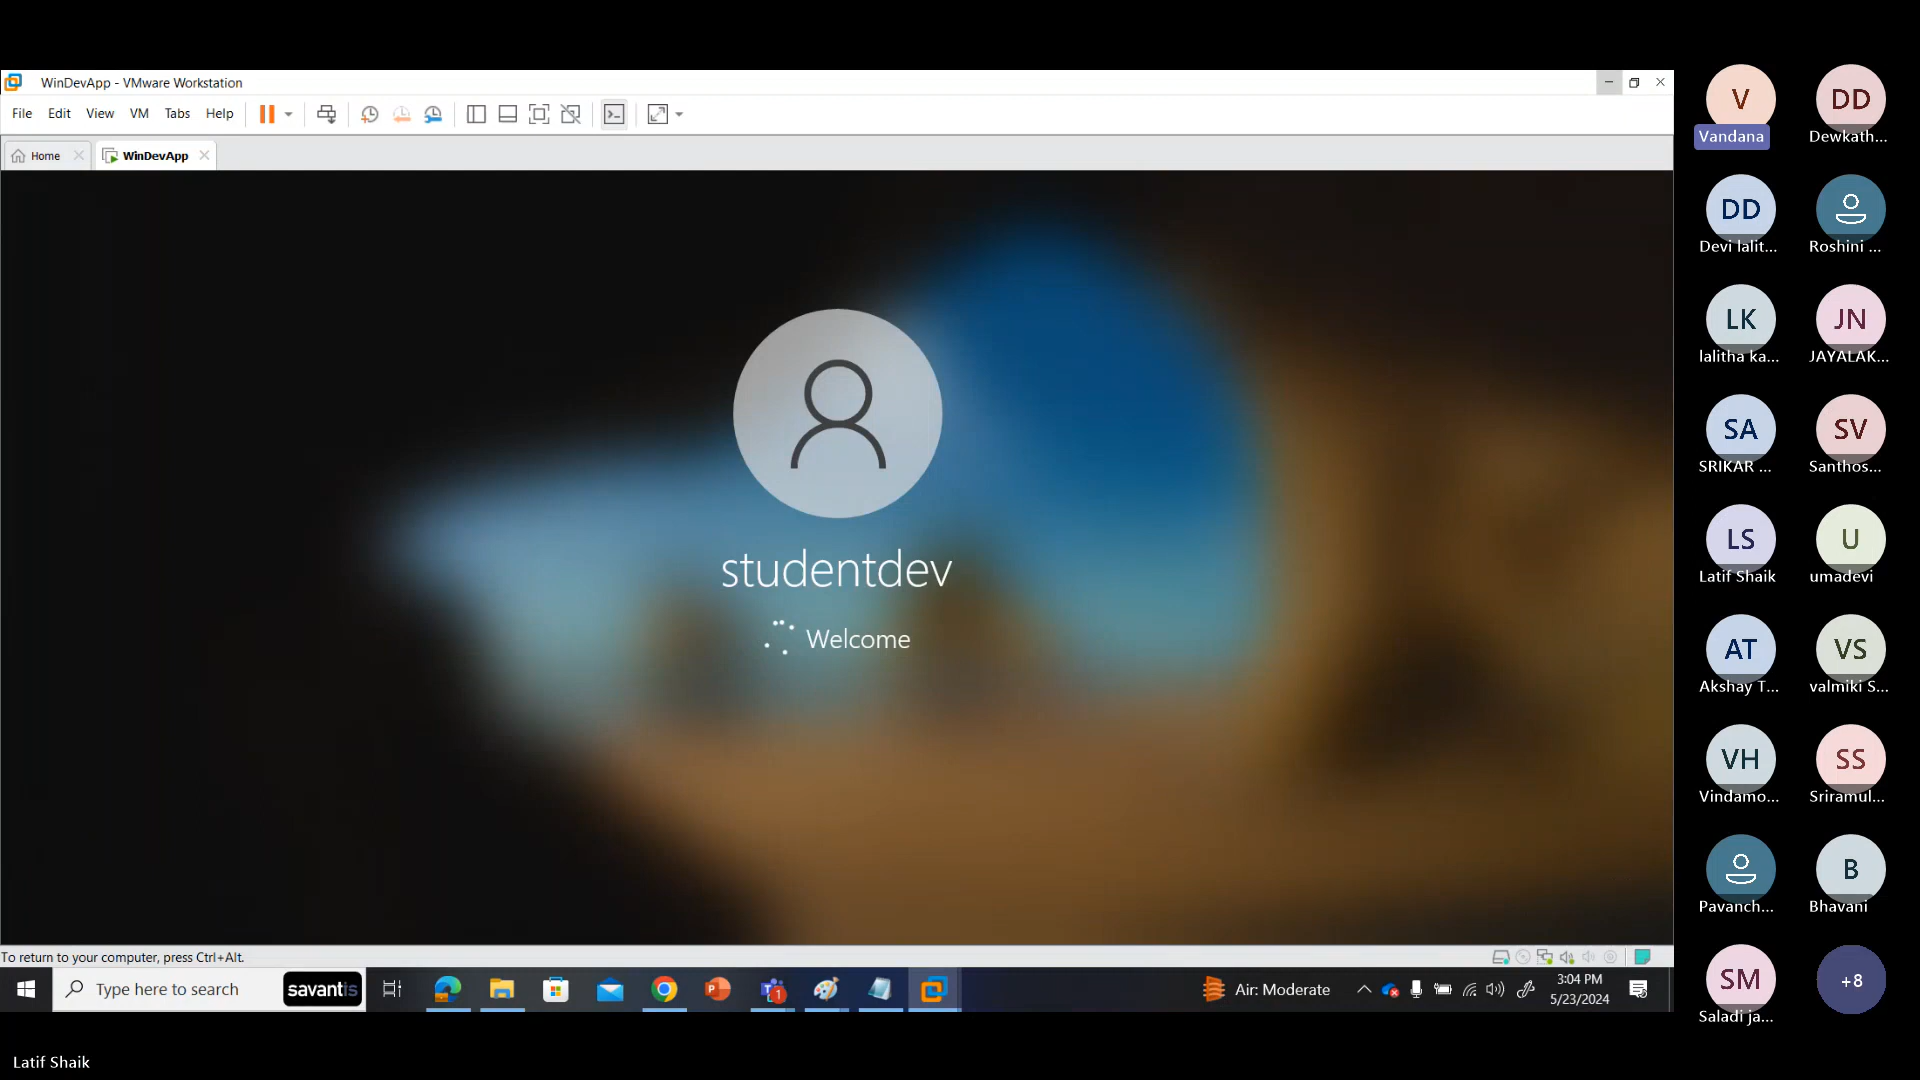 WinDevApp - VMware Workstation
File Edit View VM Tabs Help
Home WinDevApp
studentdev
Welcome
To return to your computer, press Ctrl+Alt.
Type here to search savantis
1
Air: Moderate
3:04 PM
5/23/2024
Latif Shaik
V DD
Vandana Dewkath...
DD
Devi lalit... Roshini ...
LK JN
lalitha ka... JAYALAK...
SA SV
SRIKAR ... Santhos...
LS U
Latif Shaik umadevi
AT VS
Akshay T... valmiki S...
VH SS
Vindamo... Sriramul...
B
Pavanch... Bhavani
SM +8
Saladi ja...